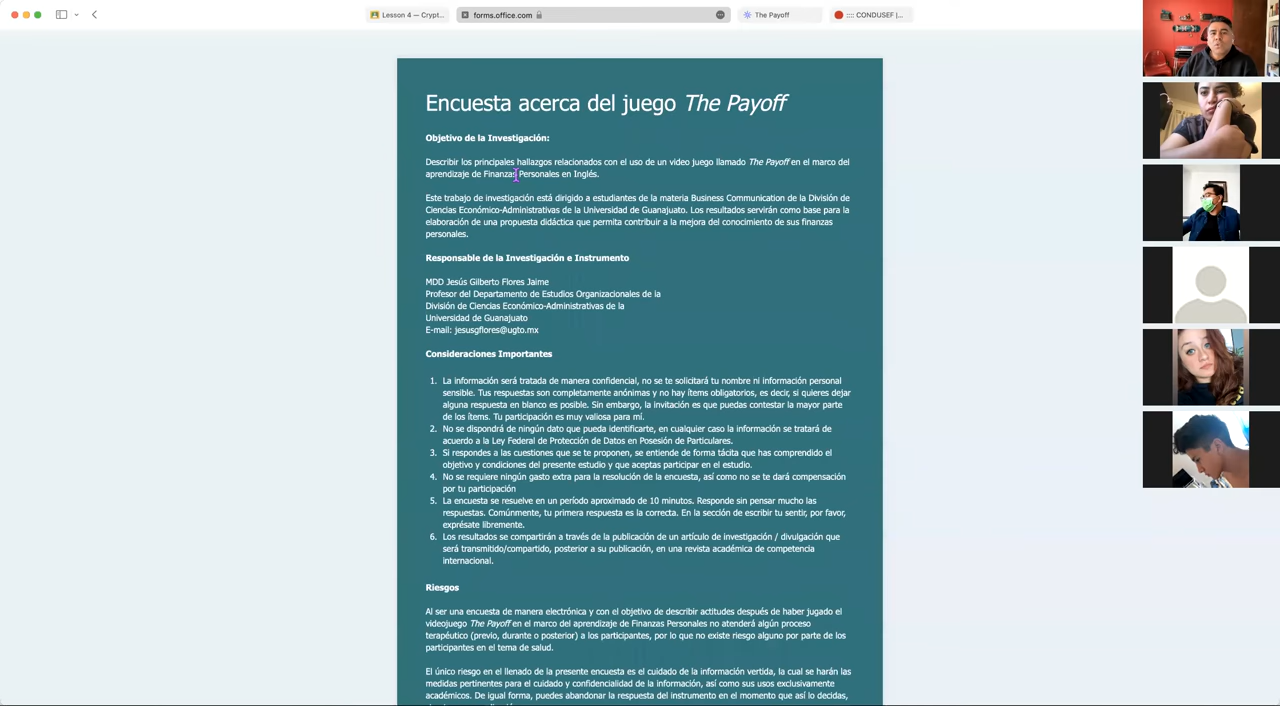 Lesson 4 — Crypt...
forms.office.com
The Payoff
:::: CONDUSEF |...
Encuesta acerca del juego The Payoff
Objetivo de la Investigación:
Describir los principales hallazgos relacionados con el uso de un video juego llamado The Payoff en el marco del
aprendizaje de Finanzas Personales en Inglés.
Este trabajo de investigación está dirigido a estudiantes de la materia Business Communication de la División de
Ciencias Económico-Administrativas de la Universidad de Guanajuato. Los resultados servirán como base para la
elaboración de una propuesta didáctica que permita contribuir a la mejora del conocimiento de sus finanzas
personales.
Responsable de la Investigación e Instrumento
MDD Jesús Gilberto Flores Jaime
Profesor del Departamento de Estudios Organizacionales de la
División de Ciencias Económico-Administrativas de la
Universidad de Guanajuato
E-mail: jesusgflores@ugto.mx
Consideraciones Importantes
1. La información será tratada de manera confidencial, no se te solicitará tu nombre ni información personal
sensible. Tus respuestas son completamente anónimas y no hay ítems obligatorios, es decir, si quieres dejar
alguna respuesta en blanco es posible. Sin embargo, la invitación es que puedas contestar la mayor parte
de los ítems. Tu participación es muy valiosa para mí.
2. No se dispondrá de ningún dato que pueda identificarte, en cualquier caso la información se tratará de
acuerdo a la Ley Federal de Protección de Datos en Posesión de Particulares.
3. Si respondes a las cuestiones que se te proponen, se entiende de forma tácita que has comprendido el
objetivo y condiciones del presente estudio y que aceptas participar en el estudio.
4. No se requiere ningún gasto extra para la resolución de la encuesta, así como no se te dará compensación
por tu participación
5. La encuesta se resuelve en un período aproximado de 10 minutos. Responde sin pensar mucho las
respuestas. Comúnmente, tu primera respuesta es la correcta. En la sección de escribir tu sentir, por favor,
exprésate libremente.
6. Los resultados se compartirán a través de la publicación de un artículo de investigación / divulgación que
será transmitido/compartido, posterior a su publicación, en una revista académica de competencia
internacional.
Riesgos
Al ser una encuesta de manera electrónica y con el objetivo de describir actitudes después de haber jugado el
videojuego The Payoff en el marco del aprendizaje de Finanzas Personales no atenderá algún proceso
terapéutico (previo, durante o posterior) a los participantes, por lo que no existe riesgo alguno por parte de los
participantes en el tema de salud.
El único riesgo en el llenado de la presente encuesta es el cuidado de la información vertida, la cual se harán las
medidas pertinentes para el cuidado y confidencialidad de la información, así como sus usos exclusivamente
académicos. De igual forma, puedes abandonar la respuesta del instrumento en el momento que así lo decidas,